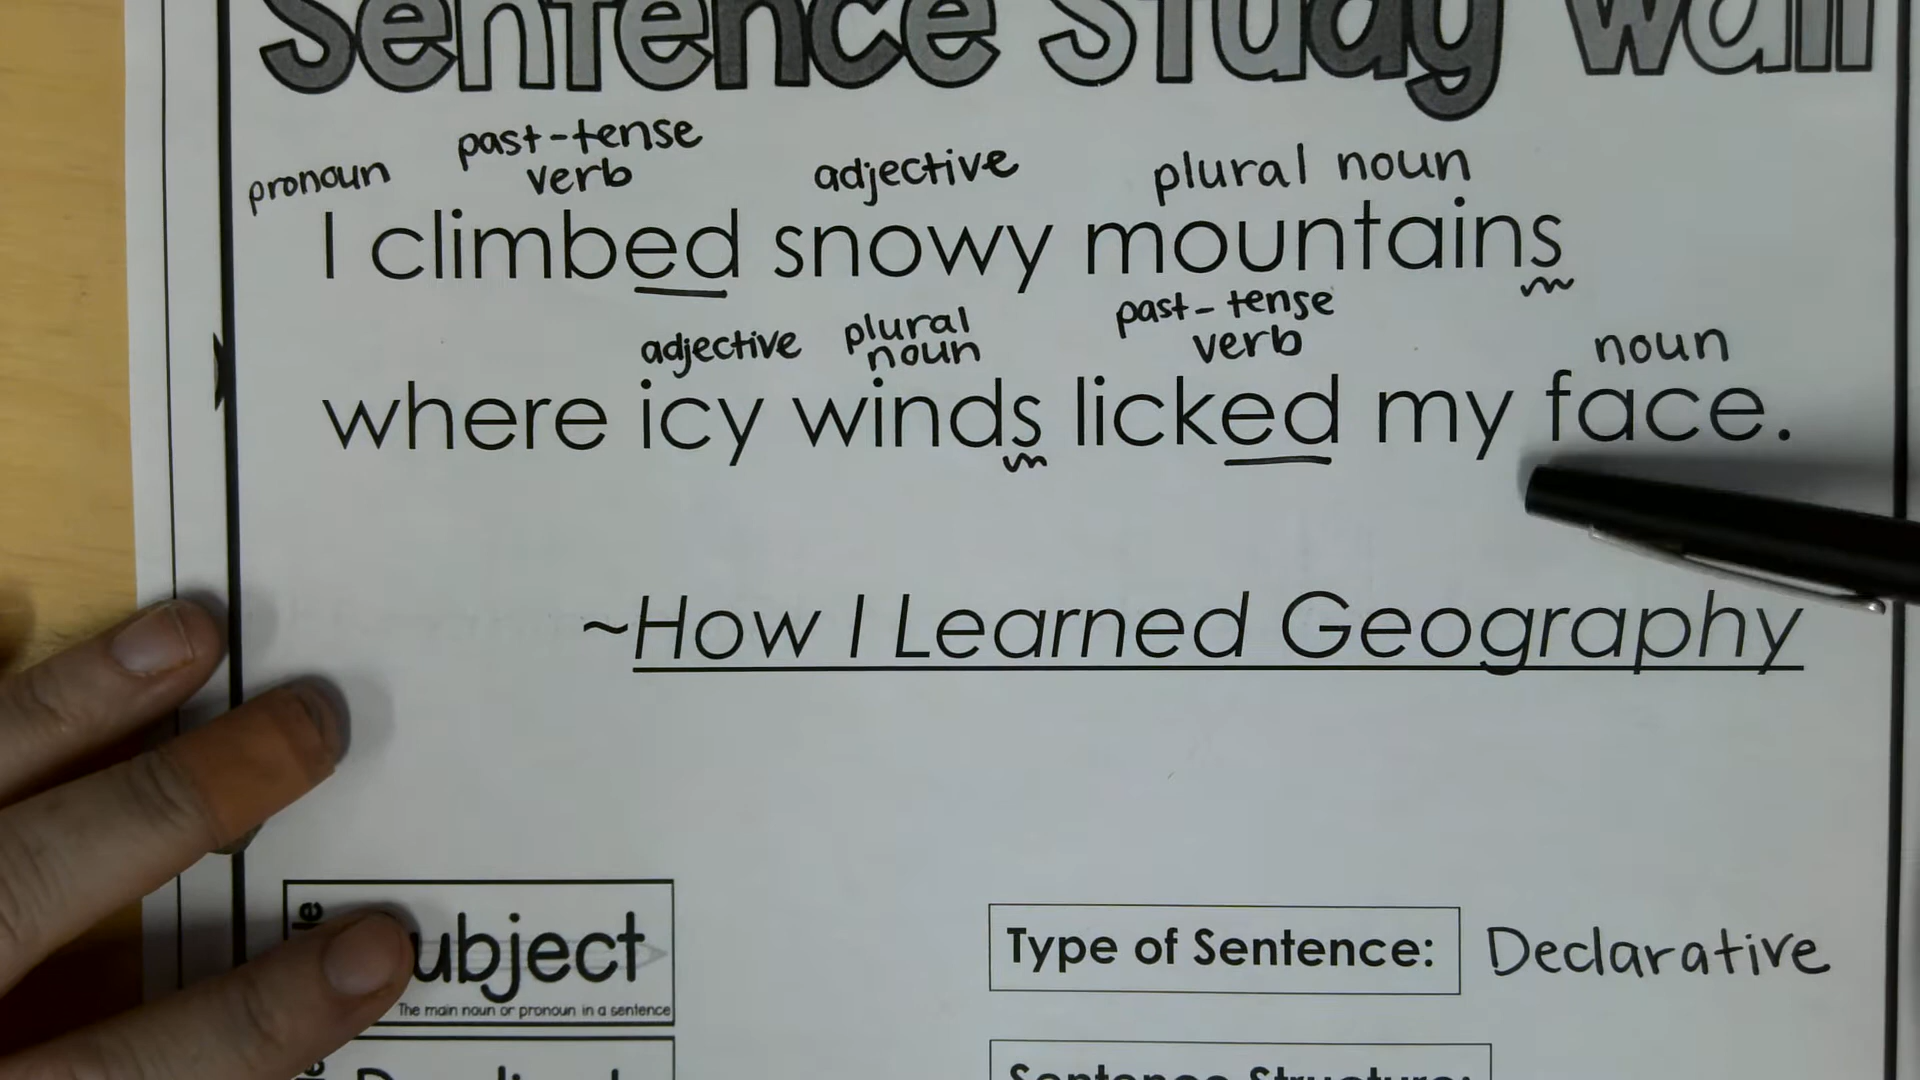 Sentence Study Wall
past-tense
pronoun verb adjective plural noun
I climbed snowy mountains
adjective plural noun past-tense verb noun
where icy winds licked my face.
~How I Learned Geography
ubject
The main noun or pronoun in a sentence
Type of Sentence: Declarative
Sentence Structure: